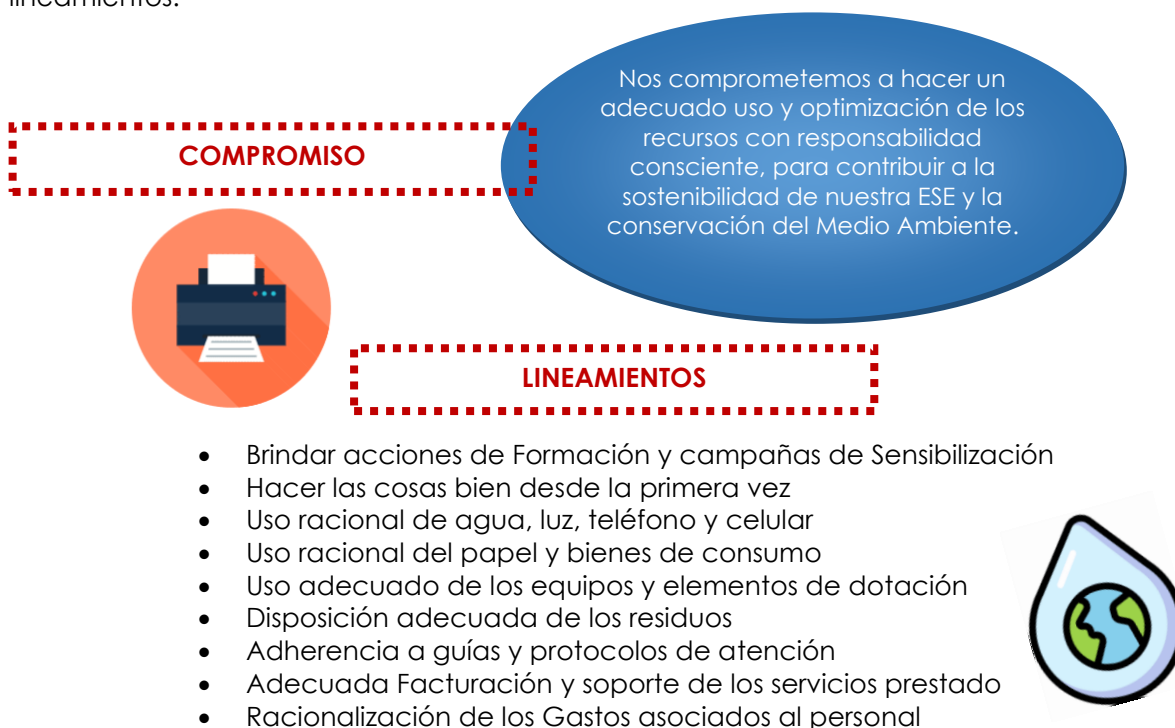 lineamientos.
Nos comprometemos a hacer un
adecuado uso y optimización de los
recursos con responsabilidad
consciente, para contribuir a la
sostenibilidad de nuestra ESE y la
conservación del Medio Ambiente.
COMPROMISO
LINEAMIENTOS
• Brindar acciones de Formación y campañas de Sensibilización
• Hacer las cosas bien desde la primera vez
• Uso racional de agua, luz, teléfono y celular
• Uso racional del papel y bienes de consumo
• Uso adecuado de los equipos y elementos de dotación
• Disposición adecuada de los residuos
• Adherencia a guías y protocolos de atención
• Adecuada Facturación y soporte de los servicios prestado
• Racionalización de los Gastos asociados al personal